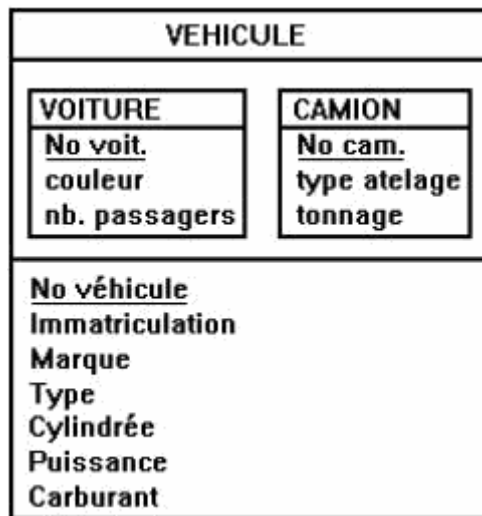 VEHICULE
VOITURE
No voit.
couleur
nb. passagers
CAMION
No cam.
type atelage
tonnage
No véhicule
Immatriculation
Marque
Type
Cylindrée
Puissance
Carburant